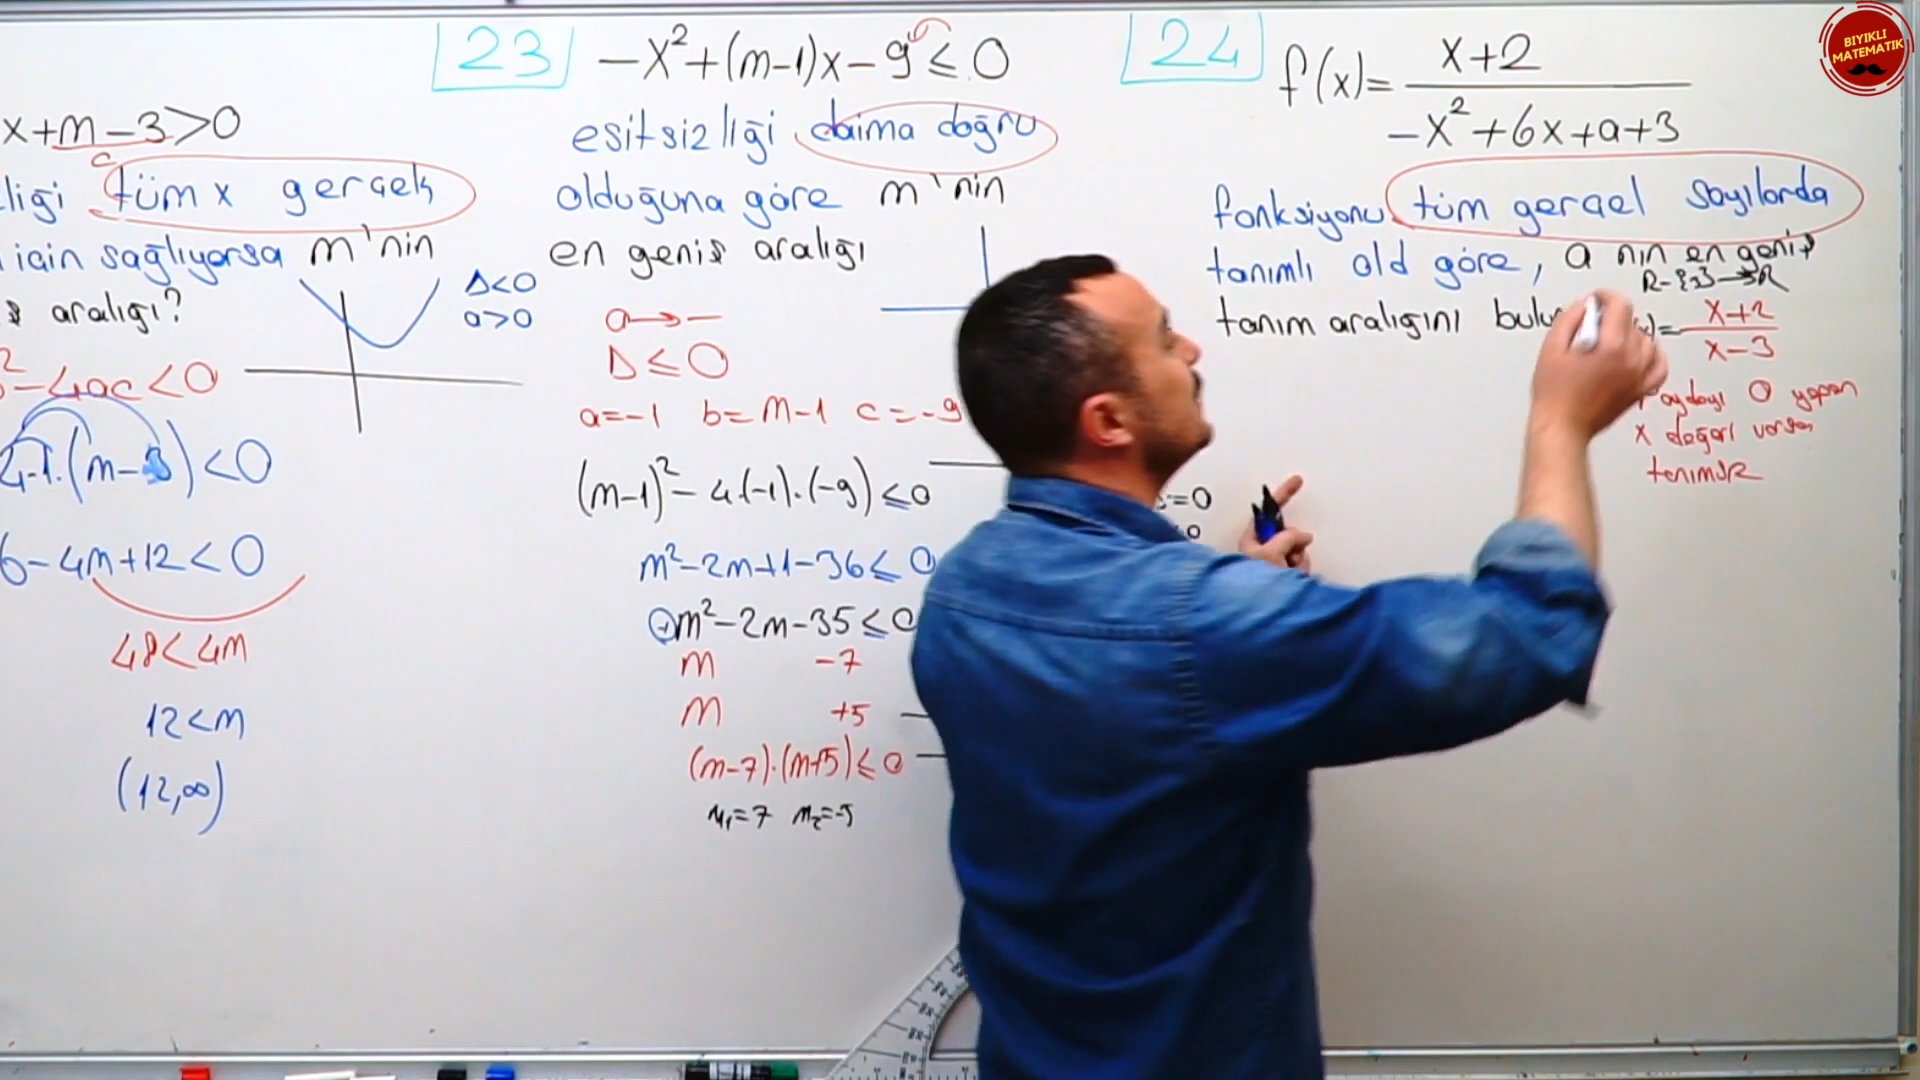 x+m-3>0
c
liği tüm x gerçek
için sağlıyorsa m'nin
aralığı?
Δ<0
a>0
-4ac<0
(m-3)<0
6-4m+12<0
48<4m
12<m
(12,∞)
23
-x²+(m-1)x-9≤0
eşitsizliği daima doğru
olduğuna göre m'nin
en geniş aralığı
a→-
Δ≤0
a=-1 b=m-1 c=-9
(m-1)²-4.(-1).(-9)≤0
m²-2m+1-36≤0
+m²-2m-35≤0
m -7
m +5
(m-7).(m+5)≤0
m₁=7 m₂=-5
24
f(x)= x+2
-x²+6x+a+3
fonksiyonu tüm gerçel sayılarda
tanımlı old göre, a nın en geniş
R-{3}→R
tanım aralığını
x+2
x-3
Paydayı 0 yapan
x değeri varsa
tanımsız
=0
BIYIKLI
MATEMATİK